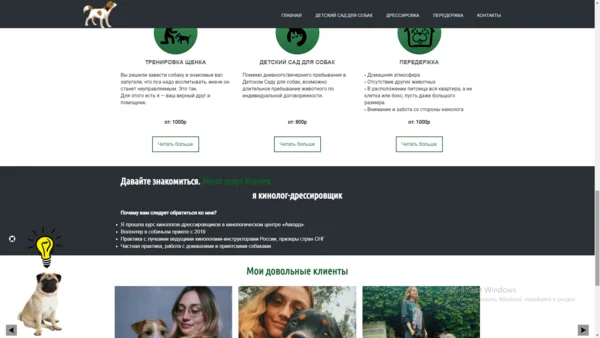 ГЛАВНАЯ ДЕТСКИЙ САД ДЛЯ СОБАК ДРЕССИРОВКА ПЕРЕДЕРЖКА КОНТАКТЫ
ТРЕНИРОВКА ЩЕНКА
Вы решили завести собаку и знакомые вас
запугали, что пса надо воспитывать, иначе он
станет неуправляемым. Это так.
Для этого есть я — ваш верный друг и
помощник.
от: 1000р
Читать больше
ДЕТСКИЙ САД ДЛЯ СОБАК
Помимо дневного/вечернего пребывания в
Детском Саду для собак, возможно
длительное пребывание животного по
индивидуальной договоренности.
от: 800р
Читать больше
ПЕРЕДЕРЖКА
- Домашняя атмосфера
- Отсутствие других животных
- В расположении питомца вся квартира, а не
клетка или бокс, пусть даже большого
размера.
- Внимание и забота со стороны кинолога.
от: 1000р
Читать больше
Давайте знакомиться. Меня зовут Ксения
я кинолог-дрессировщик
Почему вам следует обратиться ко мне?
Я прошла курс кинологов-дрессировщиков в кинологическом центре «Аккорд».
Волонтер в собачьем приюте с 2019
Практика с лучшими ведущими кинологами-инструкторами России, призеры стран СНГ
Частная практика, работа с домашними и приютскими собаками
Мои довольные клиенты
Windows
Windows, перейдите в раздел